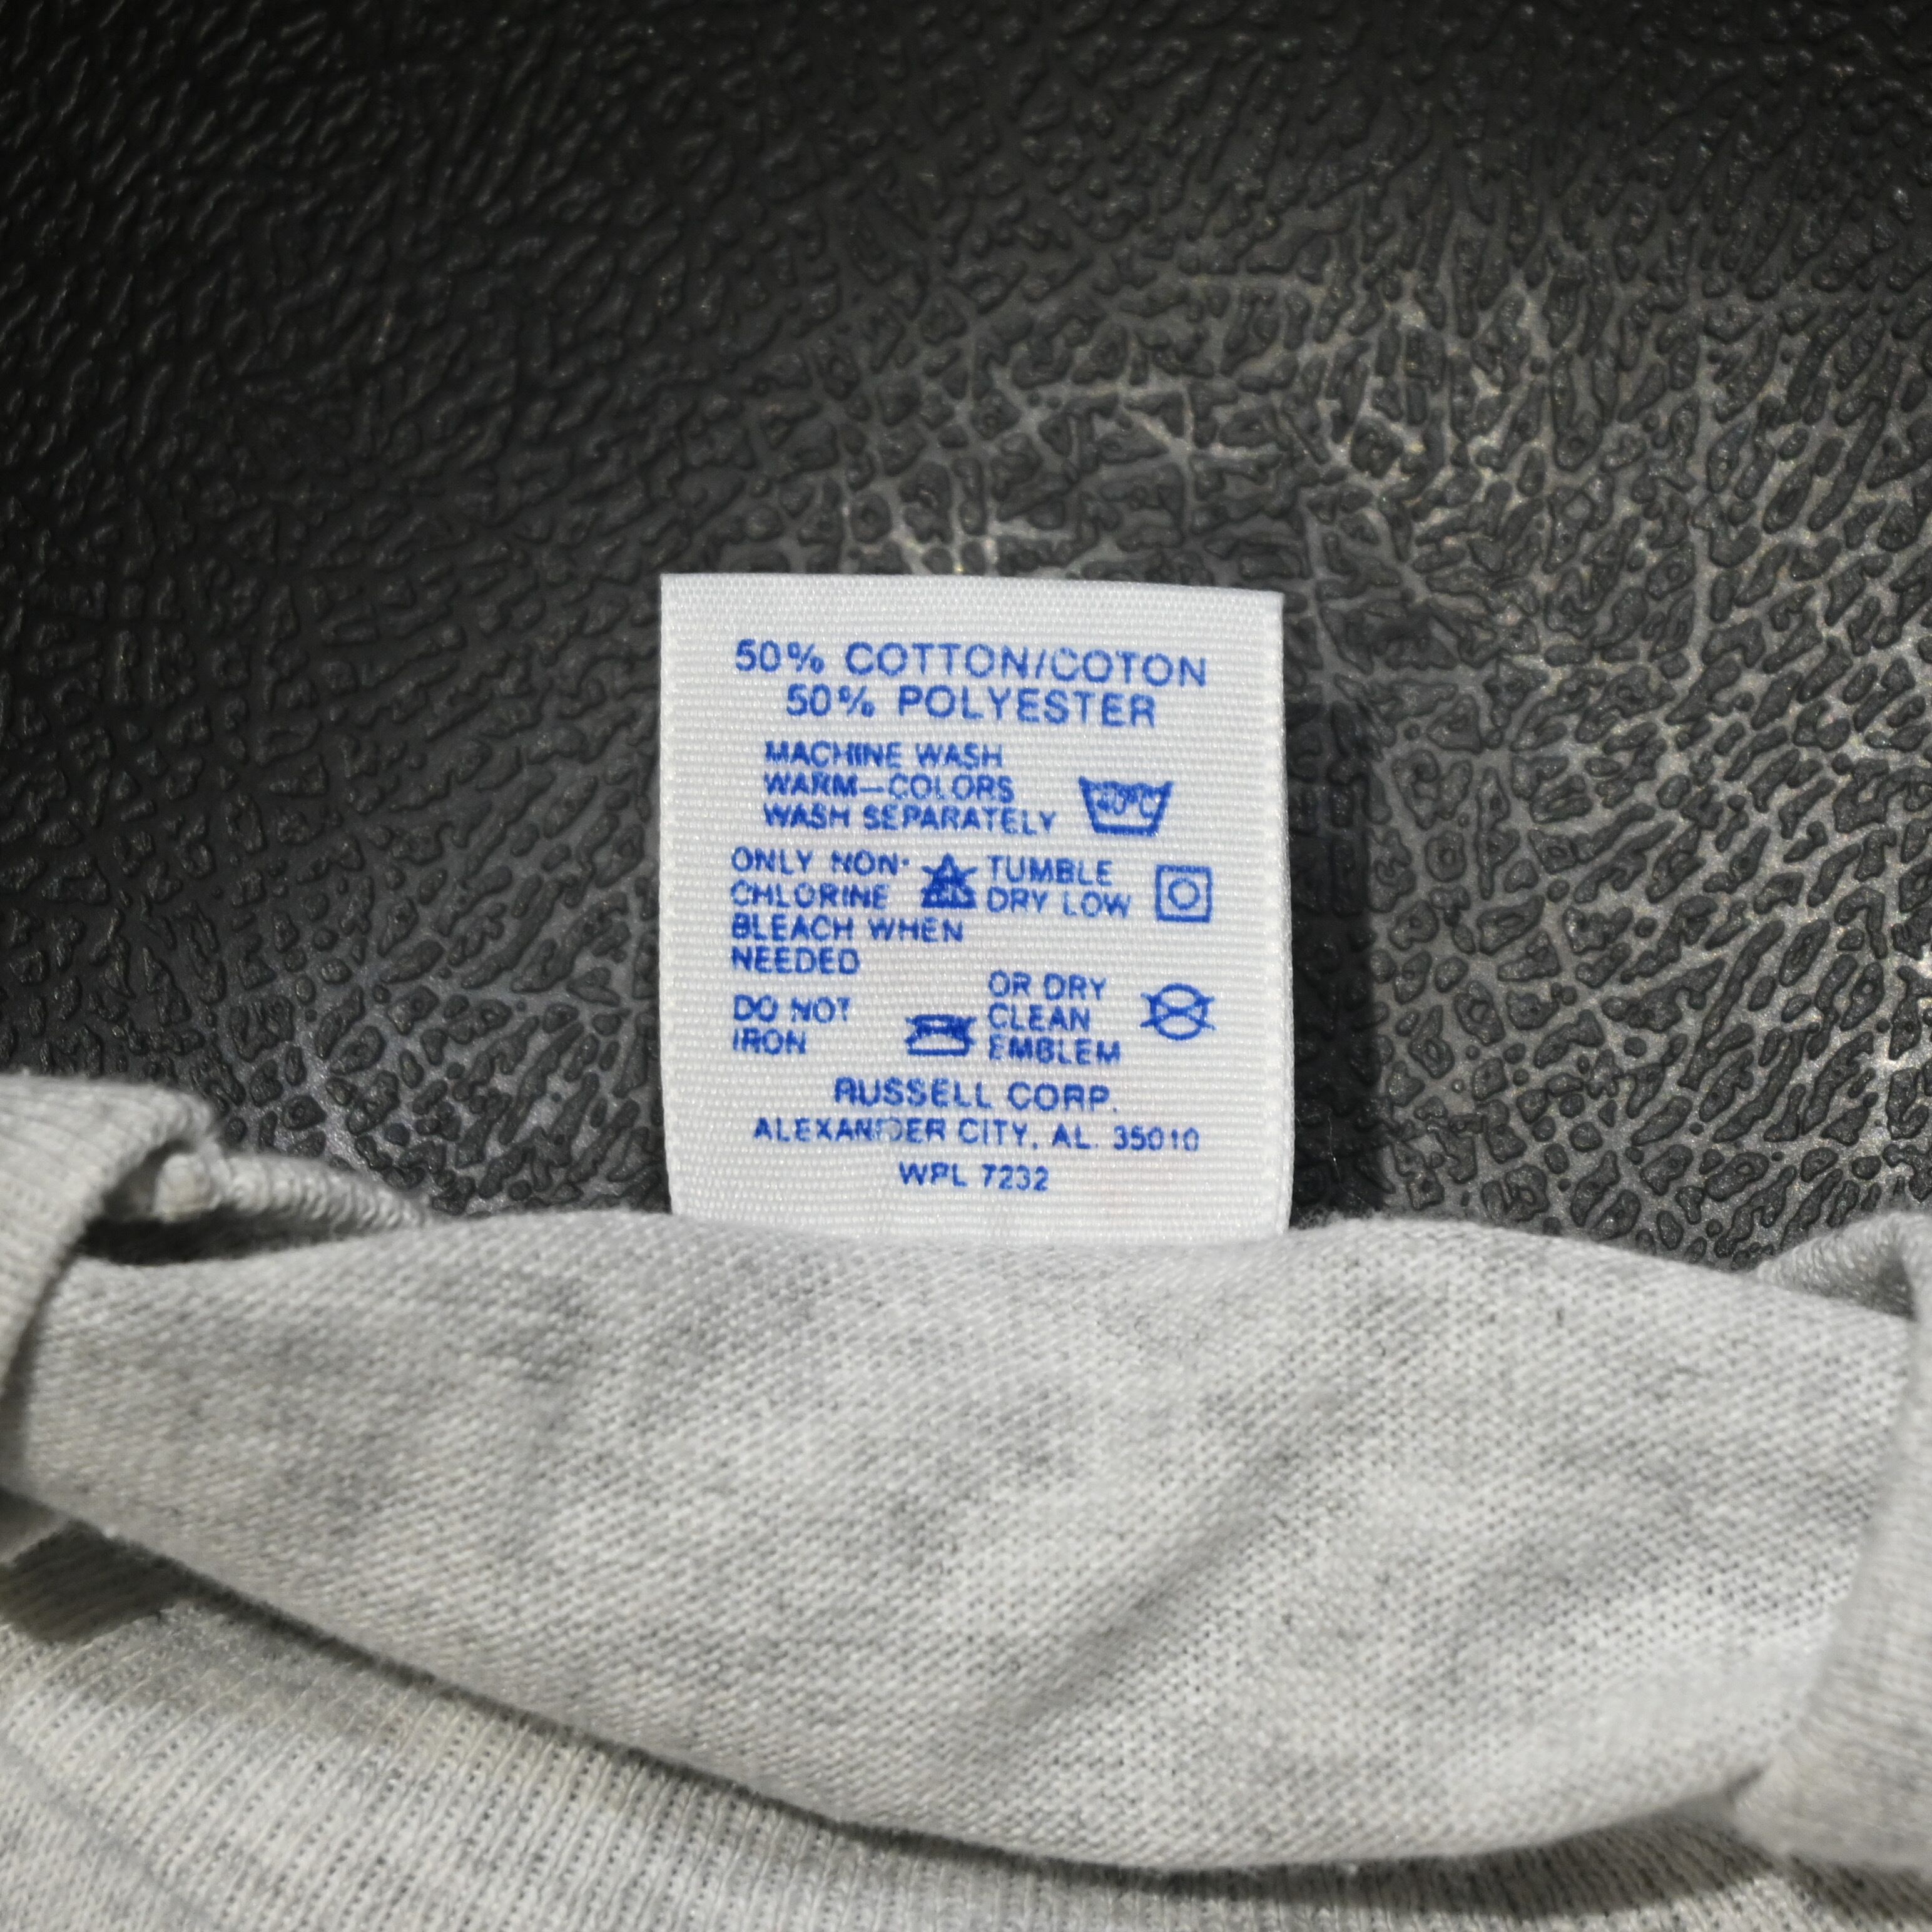 50% COTTON/COTON
50% POLYESTER
MACHINE WASH
WARM—COLORS
WASH SEPARATELY
40°C
ONLY NON-
CHLORINE
BLEACH WHEN
NEEDED
TUMBLE
DRY LOW
DO NOT
IRON
OR DRY
CLEAN
EMBLEM
RUSSELL CORP.
ALEXANDER CITY, AL. 35010
WPL 7232